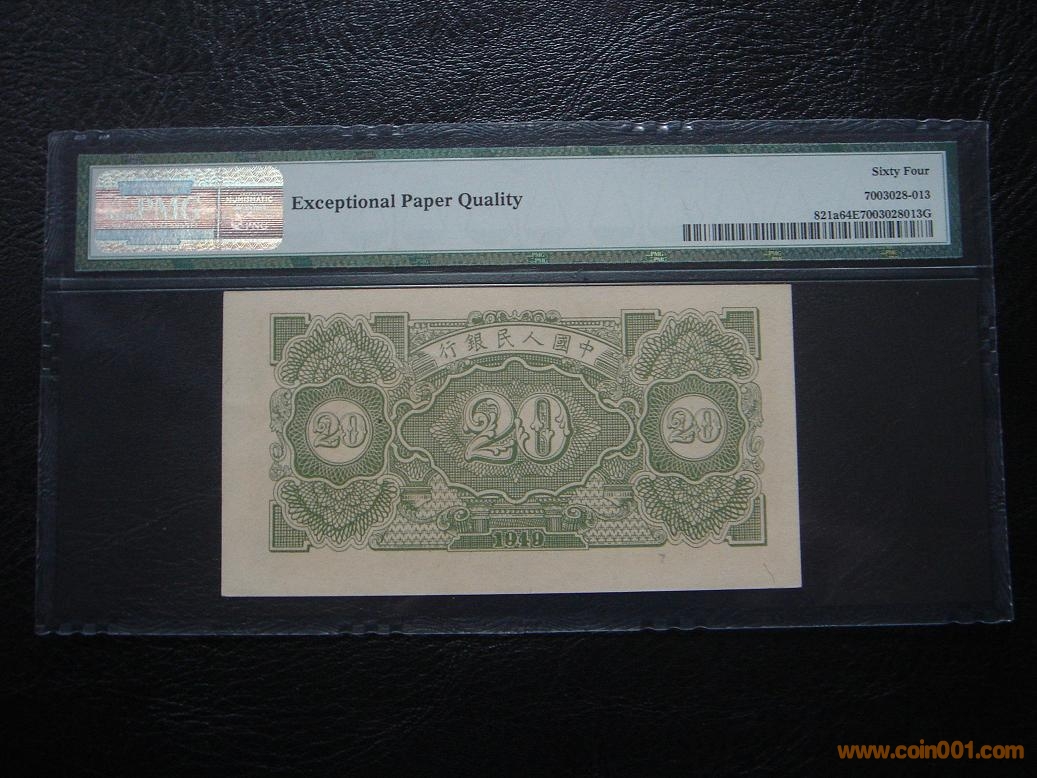 Sixty Four
PMG
Exceptional Paper Quality
7003028-013
821a64E7003028013G
行銀民人國中
20
20
20
1949
www.coin001.com